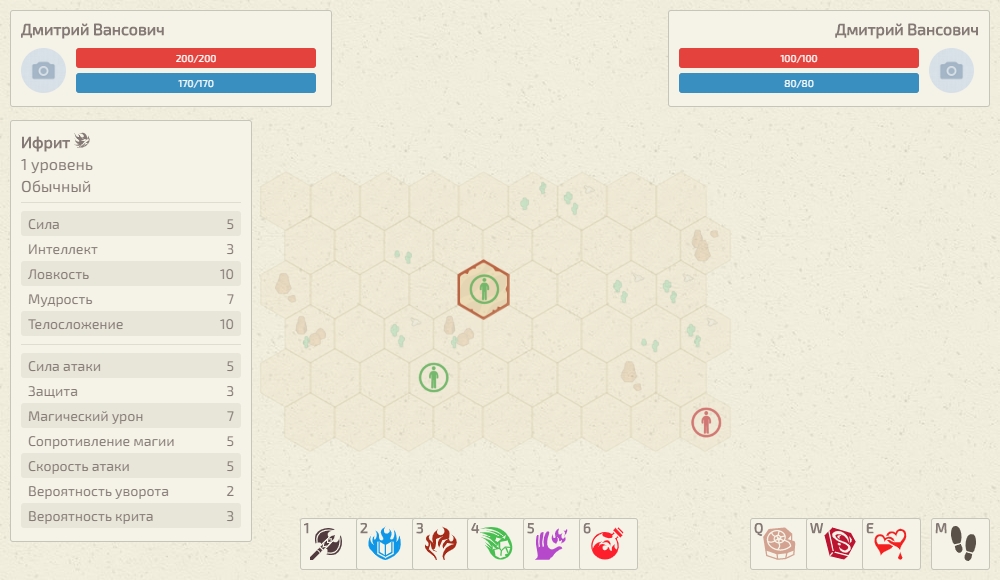 Дмитрий Вансович
200/200
170/170
Дмитрий Вансович
100/100
80/80
Ифрит
1 уровень
Обычный
Сила 5
Интеллект 3
Ловкость 10
Мудрость 7
Телосложение 10
Сила атаки 5
Защита 3
Магический урон 7
Сопротивление магии 5
Скорость атаки 5
Вероятность уворота 2
Вероятность крита 3
1 2 3 4 5 6 Q W E M